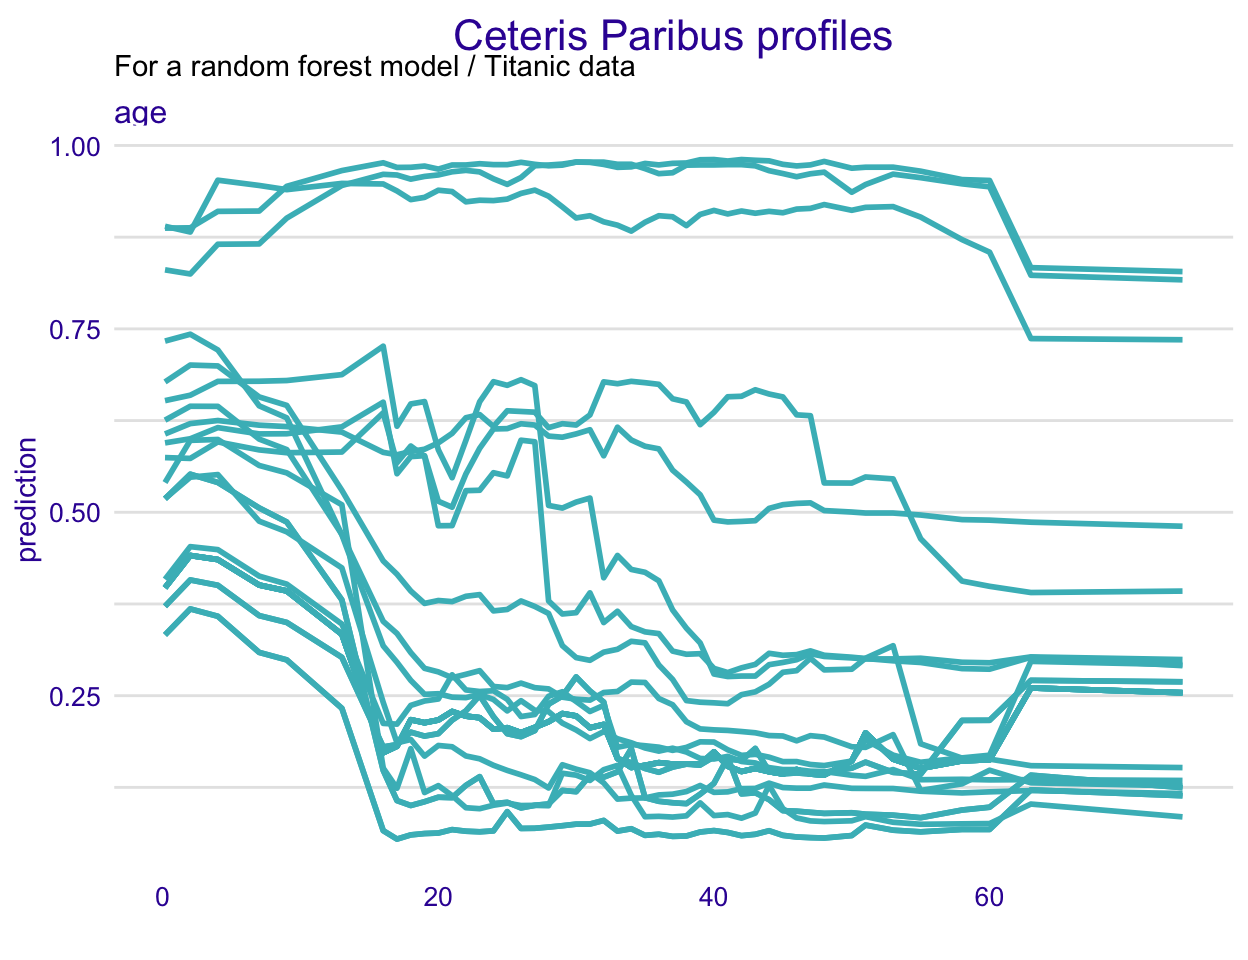 Ceteris Paribus profiles
For a random forest model / Titanic data
age
1.00
0.75
0.50
0.25
prediction
0 20 40 60